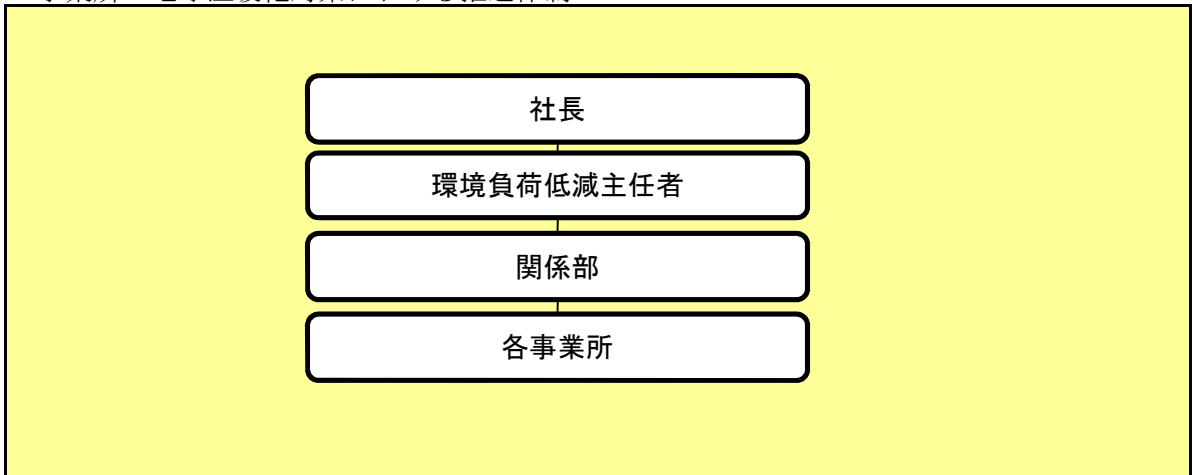 社長
環境負荷低減主任者
関係部
各事業所